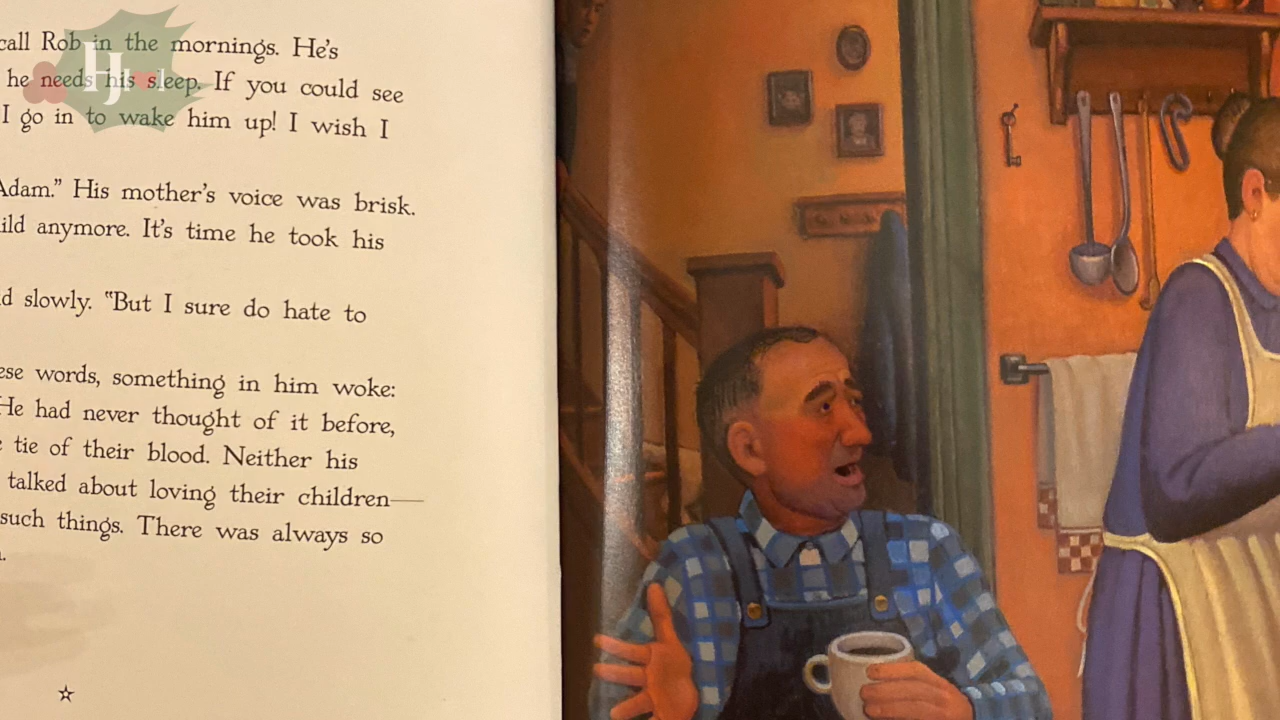 call Rob in the mornings. He's
he needs his sleep. If you could see
I go in to wake him up! I wish I
Adam." His mother's voice was brisk.
ild anymore. It's time he took his
d slowly. "But I sure do hate to
ese words, something in him woke:
He had never thought of it before,
tie of their blood. Neither his
talked about loving their children—
such things. There was always so
HJ